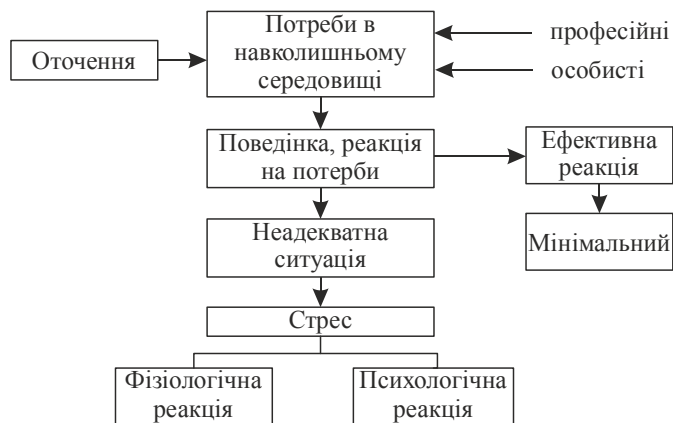 Потреби в
навколишньому
середовищі
професійні
особисті
Оточення
Поведінка, реакція
на потерби
Ефективна
реакція
Неадекватна
ситуація
Мінімальний
Стрес
Фізіологічна
реакція
Психологічна
реакція